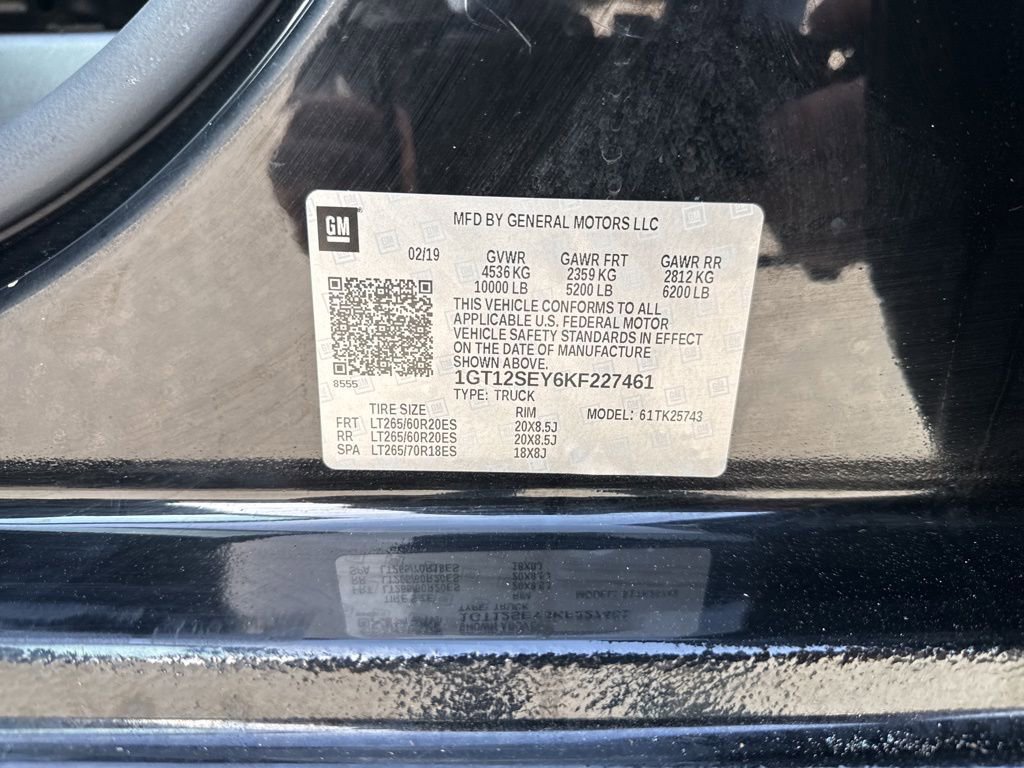 GM
MFD BY GENERAL MOTORS LLC
02/19 GVWR GAWR FRT GAWR RR
4536 KG 2359 KG 2812 KG
10000 LB 5200 LB 6200 LB
THIS VEHICLE CONFORMS TO ALL
APPLICABLE U.S. FEDERAL MOTOR
VEHICLE SAFETY STANDARDS IN EFFECT
ON THE DATE OF MANUFACTURE
SHOWN ABOVE.
8555
1GT12SEY6KF227461
TYPE: TRUCK
TIRE SIZE RIM MODEL: 61TK25743
FRT LT265/60R20ES 20X8.5J
RR LT265/60R20ES 20X8.5J
SPA LT265/70R18ES 18X8J